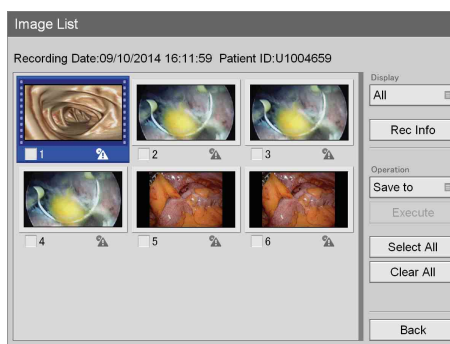 Image List
Recording Date:09/10/2014 16:11:59 Patient ID:U1004659
Display
All
Rec Info
1
2
3
Operation
Save to
Execute
4
5
6
Select All
Clear All
Back